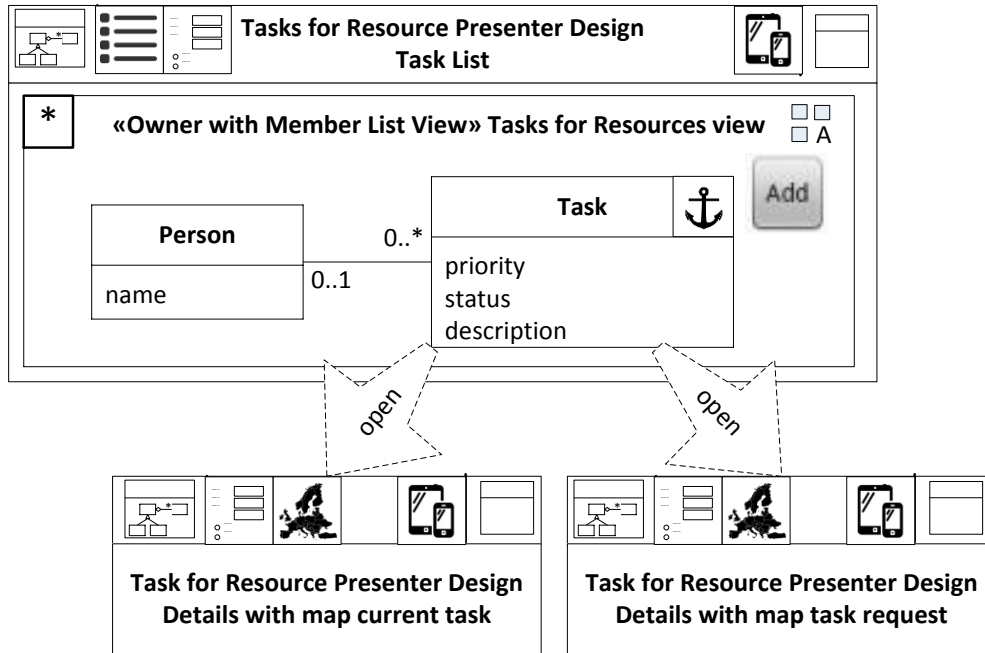 Tasks for Resource Presenter Design
Task List
*
*
«Owner with Member List View» Tasks for Resources view
A
Add
Person
name
0..1
0..*
Task
priority
status
description
open
open
*
Task for Resource Presenter Design
Details with map current task
*
Task for Resource Presenter Design
Details with map task request